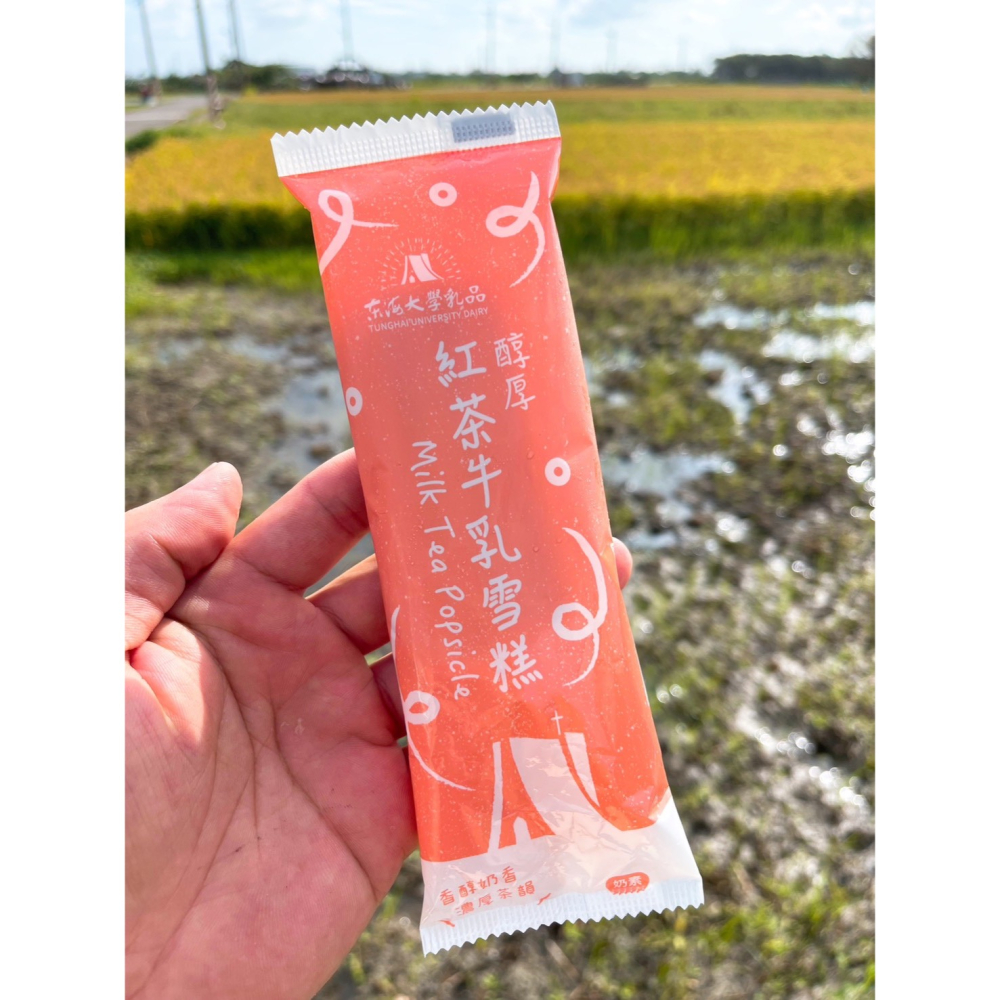 东海大學乳品
TUNGHAI UNIVERSITY DAIRY
醇厚
紅茶牛乳雪糕
Milk Tea Popsicle
香醇奶香
濃厚茶韻
奶素